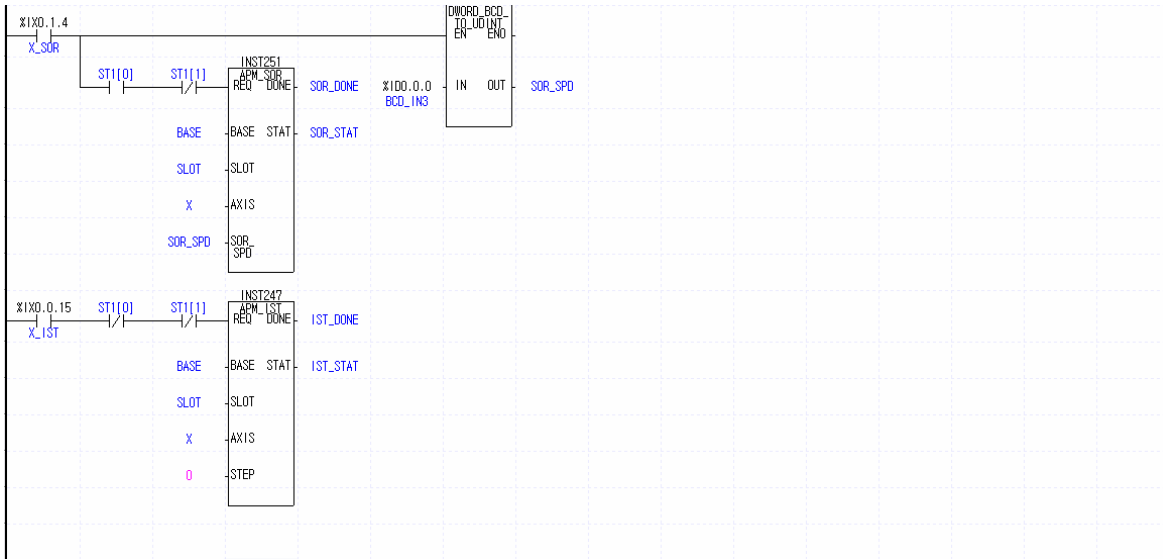 %IX0.1.4
X_SOR
DWORD_BCD_
TO_UDINT
EN ENO
ST1[0] ST1[1]
INST251
APM_SOR
REQ DONE SOR_DONE
%ID0.0.0 IN OUT SOR_SPD
BCD_IN3
BASE BASE STAT SOR_STAT
SLOT SLOT
X AXIS
SOR_SPD SOR_
SPD
%IX0.0.15
X_IST
ST1[0] ST1[1]
INST247
APM_IST
REQ DONE IST_DONE
BASE BASE STAT IST_STAT
SLOT SLOT
X AXIS
0 STEP